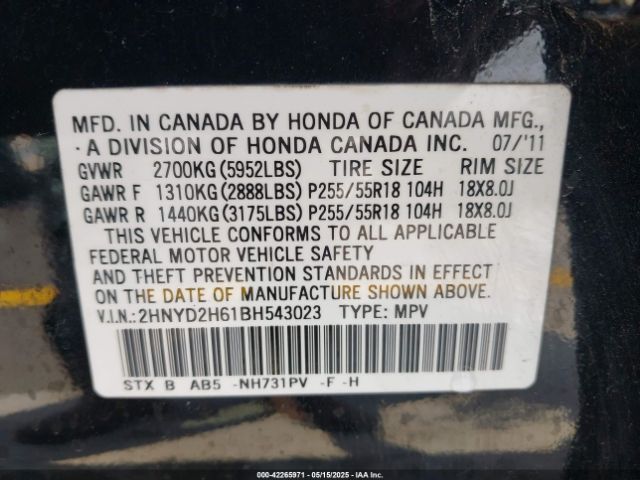 MFD. IN CANADA BY HONDA OF CANADA MFG.,
A DIVISION OF HONDA CANADA INC. 07/'11
GVWR 2700KG(5952LBS) TIRE SIZE RIM SIZE
GAWR F 1310KG(2888LBS) P255/55R18 104H 18X8.0J
GAWR R 1440KG(3175LBS) P255/55R18 104H 18X8.0J
THIS VEHICLE CONFORMS TO ALL APPLICABLE
FEDERAL MOTOR VEHICLE SAFETY
AND THEFT PREVENTION STANDARDS IN EFFECT
ON THE DATE OF MANUFACTURE SHOWN ABOVE.
V.I.N.:2HNYD2H61BH543023 TYPE: MPV
STX B AB5 -NH731PV -F -H
000-42265971 | 05/15/2025 | IAA Inc.